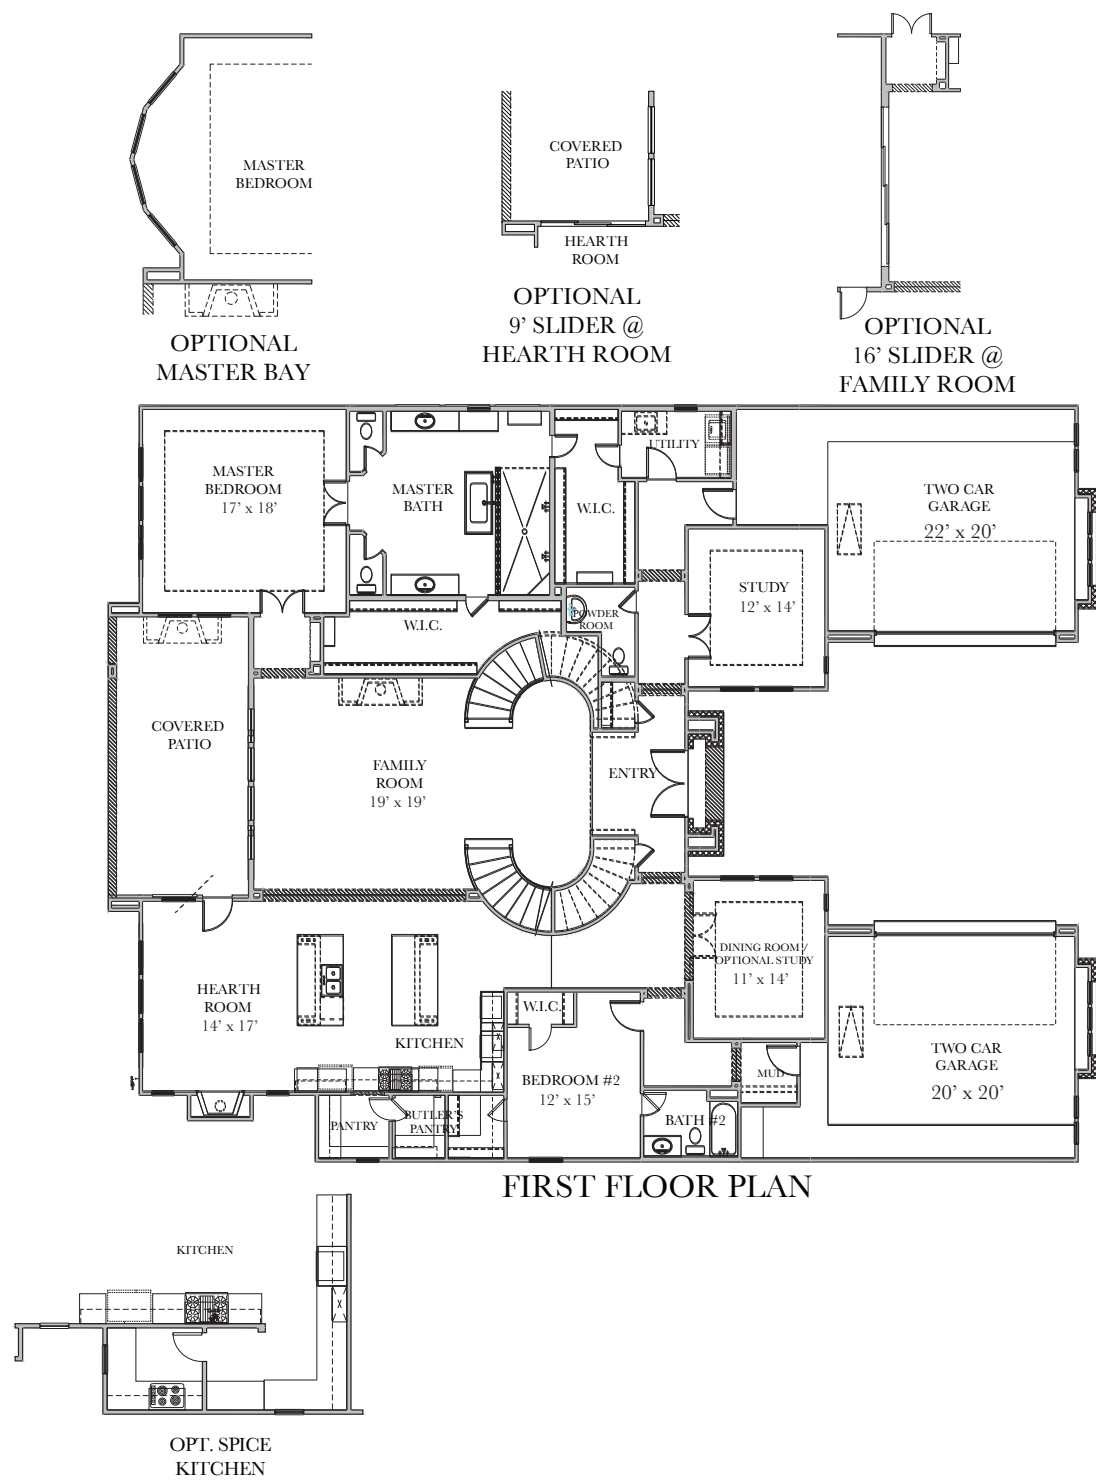 MASTER
BEDROOM
OPTIONAL
MASTER BAY
COVERED
PATIO
HEARTH
ROOM
OPTIONAL
9’ SLIDER @
HEARTH ROOM
OPTIONAL
16’ SLIDER @
FAMILY ROOM
MASTER
BEDROOM
17’ x 18’
MASTER
BATH
W.I.C.
UTILITY
TWO CAR
GARAGE
22’ x 20’
STUDY
12’ x 14’
W.I.C.
POWDER
ROOM
COVERED
PATIO
FAMILY
ROOM
19’ x 19’
ENTRY
HEARTH
ROOM
14’ x 17’
KITCHEN
W.I.C.
DINING ROOM /
OPTIONAL STUDY
11’ x 14’
BEDROOM #2
12’ x 15’
MUD
TWO CAR
GARAGE
20’ x 20’
PANTRY
BUTLER’S
PANTRY
BATH #2
FIRST FLOOR PLAN
KITCHEN
OPT. SPICE
KITCHEN